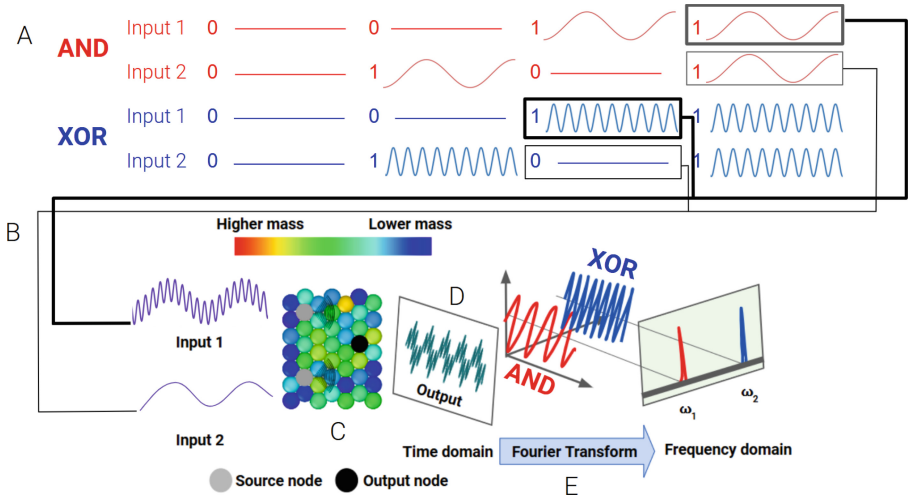 A
AND
Input 1 0 0 1 1
Input 2 0 1 0 1
XOR
Input 1 0 0 1 1
Input 2 0 1 0 1
B
Higher mass Lower mass
Input 1
Input 2
C
D
Output
XOR
AND
ω1
ω2
Time domain Fourier Transform Frequency domain
Source node Output node
E